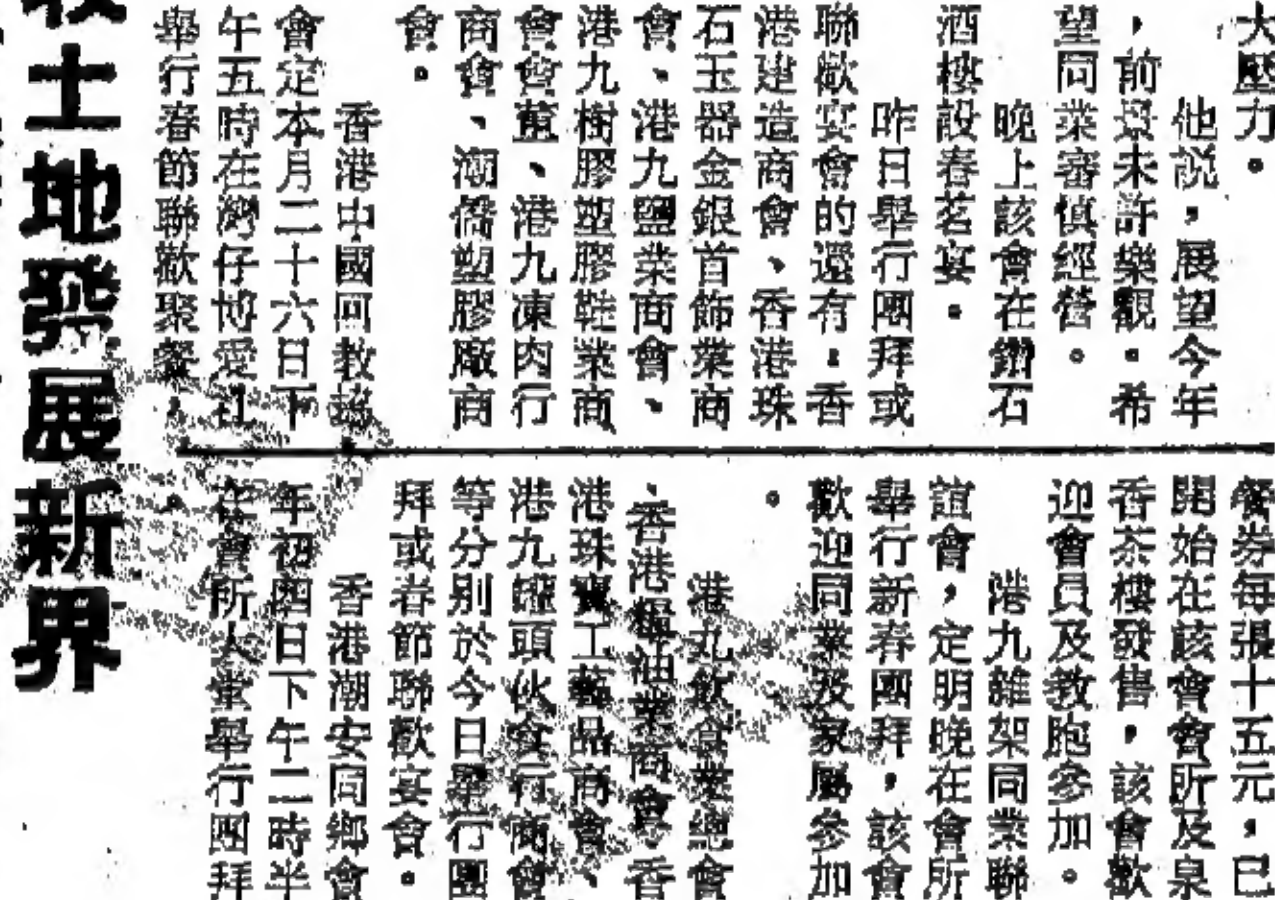 大壓力。
他說,展望今年
,前景未許樂觀。希
望同業審慎經營。
晚上該會在鑽石
酒樓設春茗宴。
昨日舉行團拜或
聯歡宴會的還有:香
港建造商會、香港珠
石玉器金銀首飾業商
會、港九鹽業商會、
港九樹膠塑膠鞋業商
會會董、港九凍肉行
商會、潮僑塑膠廠商
會。
香港中國回教協
會定本月二十六日下
午五時在灣仔博愛社
舉行春節聯歡聚餐,
餐券每張十五元,已
開始在該會會所及泉
香茶樓發售,該會歡
迎會員及教胞參加。
港九雜架同業聯
誼會,定明晚在會所
舉行新春團拜,該會
歡迎同業及家屬參加
。
港九飲食業總會
、香港糧油業商會、香
港珠寶工藝品商會、
港九罐頭伙食行商會
等分別於今日舉行團
拜或春節聯歡宴會。
香港潮安同鄉會
年初四日下午二時半
在會所大堂舉行團拜
。
土地發展新界